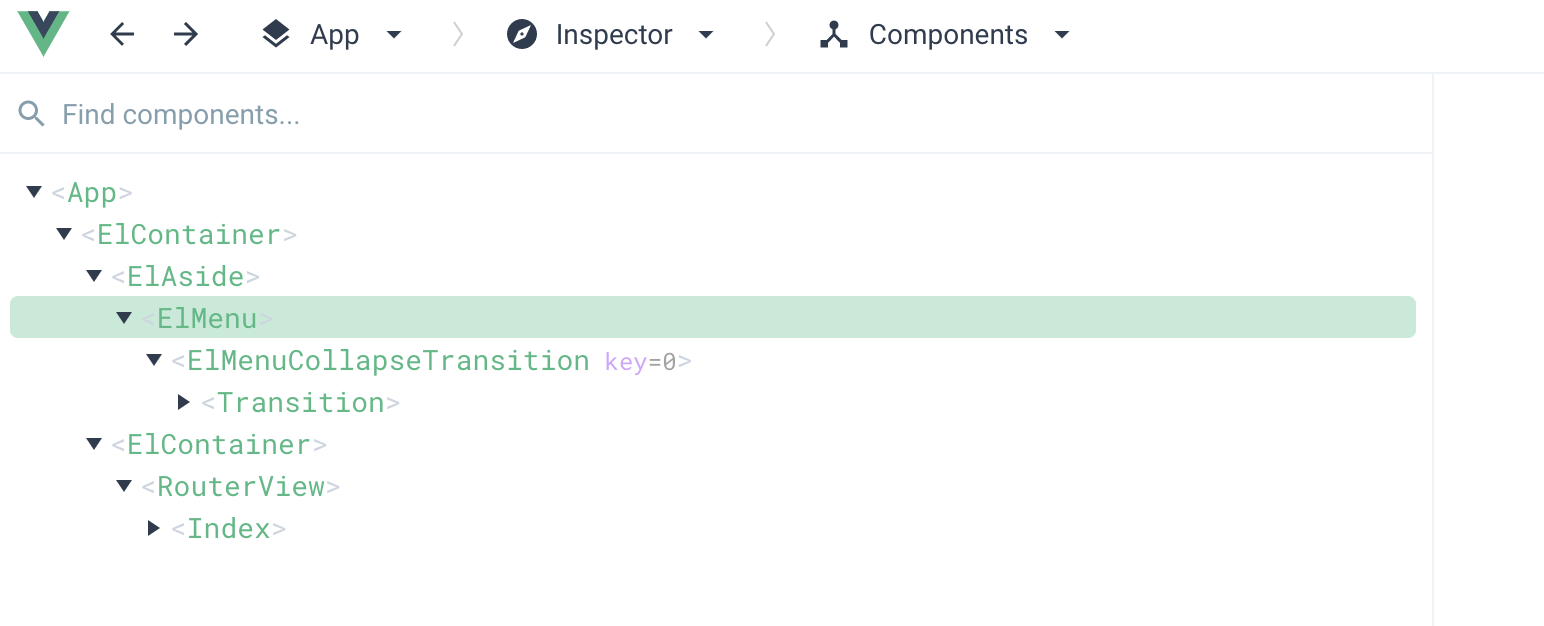 App Inspector Components
Find components...
<App>
<ElContainer>
<ElAside>
<ElMenu>
<ElMenuCollapseTransition key=0>
<Transition>
<ElContainer>
<RouterView>
<Index>